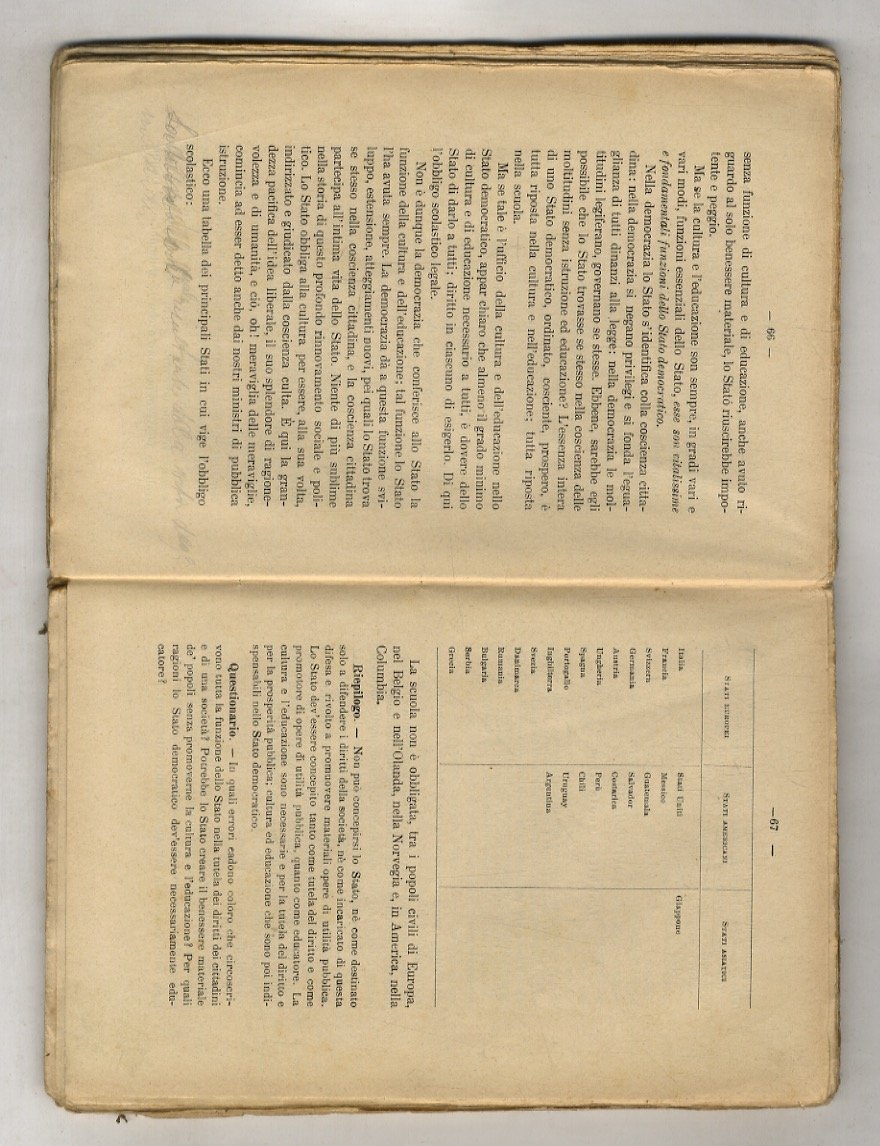 — 66 —
senza funzione di cultura e di educazione, anche avuto ri-
guardo al solo benessere materiale, lo Stato riuscirebbe impo-
tente e peggio.
Ma se la cultura e l'educazione son sempre, in gradi vari e
vari modi, funzioni essenziali dello Stato, esse son vitalissime
e fondamentali funzioni dello Stato democratico.
Nella democrazia lo Stato s'identifica colla coscienza citta-
dina: nella democrazia si negano privilegi e si fonda l'egua-
glianza di tutti dinanzi alla legge: nella democrazia le mol-
titudini legiferano, governano se stesse. Ebbene, sarebbe egli
possibile che lo Stato trovasse se stesso nella coscienza delle
moltitudini senza istruzione ed educazione? L'essenza intera
di uno Stato democratico, ordinato, cosciente, prospero, è
tutta riposta nella cultura e nell'educazione; tutta riposta
nella scuola.
Ma se tale è l'ufficio della cultura e dell'educazione nello
Stato democratico, appar chiaro che almeno il grado minimo
di cultura e di educazione necessario a tutti, è dovere dello
Stato di darlo a tutti; diritto in ciascuno di esigerlo. Di qui
l'obbligo scolastico legale.
Non è dunque la democrazia che conferisce allo Stato la
funzione della cultura e dell'educazione; tal funzione lo Stato
l'ha avuta sempre. La democrazia dà a questa funzione svi-
luppo, estensione, atteggiamenti nuovi, pei quali lo Stato trova
se stesso nella coscienza cittadina, e la coscienza cittadina
partecipa all'intima vita dello Stato. Niente di più sublime
nella storia di questo profondo rinnovamento sociale e poli-
tico. Lo Stato obbliga alla cultura per essere, alla sua volta,
indirizzato e giudicato dalla coscienza culta. È qui la gran-
dezza pacifica dell'idea liberale, il suo splendore di ragione-
volezza e di umanità, e ciò, oh! meraviglia delle meraviglie,
comincia ad esser detto anche dai nostri ministri di pubblica
istruzione.
Ecco una tabella dei principali Stati in cui vige l'obbligo
scolastico:
—67 —
STATI EUROPEI STATI AMERICANI STATI ASIATICI
Italia Stati Uniti Giappone
Francia Messico
Svizzera Guatemala
Germania Salvador
Austria Costarica
Ungheria Perù
Spagna Chilì
Portogallo Uruguay
Inghilterra Argentina
Svezia
Danimarca
Rumania
Bulgaria
Serbia
Grecia
La scuola non è obbligata, tra i popoli civili di Europa,
nel Belgio e nell'Olanda, nella Norvegia e, in America, nella
Columbia.
Riepilogo. — Non può concepirsi lo Stato, nè come destinato
solo a difendere i diritti della società, nè come incaricato di questa
difesa e rivolto a promuovere materiali opere di utilità pubblica.
Lo Stato dev'essere concepito tanto come tutela del diritto e come
promotore di opere di utilità pubblica, quanto come educatore. La
cultura e l'educazione sono necessarie e per la tutela del diritto e
per la prosperità pubblica; cultura ed educazione che sono poi indi-
spensabili nello Stato democratico.
Questionario. — In quali errori cadono coloro che circoscri-
vono tutta la funzione dello Stato nella tutela dei diritti dei cittadini
e di una società? Potrebbe lo Stato creare il benessere materiale
de' popoli senza promuoverne la cultura e l'educazione? Per quali
ragioni lo Stato democratico dev'essere necessariamente edu-
catore?